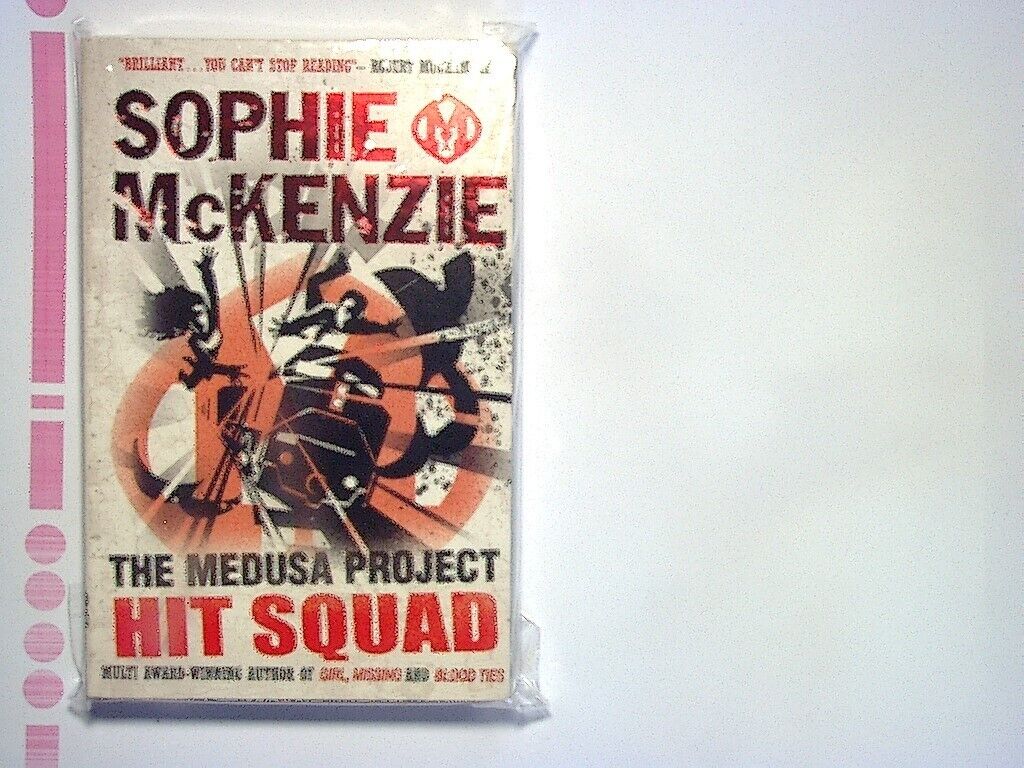 "BRILLIANT...YOU CAN'T STOP READING"-
SOPHIE
McKENZIE
THE MEDUSA PROJECT
HIT SQUAD
MULTI AWARD-WINNING AUTHOR OF GIRL, MISSING AND BLOOD TIES